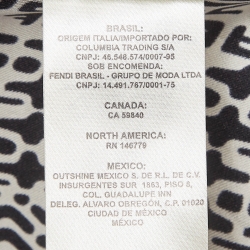 BRASIL:
ORIGEM ITALIA/IMPORTADO POR:
COLUMBIA TRADING S/A
CNPJ: 46.548.574/0007-95
SOB ENCOMENDA:
FENDI BRASIL - GRUPO DE MODA LTDA
CNPJ: 14.491.767/0001-75
CANADA:
CA 59840
NORTH AMERICA:
RN 146779
MEXICO:
OUTSHINE MEXICO S. DE R.L. DE C.V.
INSURGENTES SUR 1863, PISO 5,
COL. GUADALUPE INN
DELEG. ALVARO OBREGÓN, C.P. 01020
CIUDAD DE MÉXICO
MÉXICO